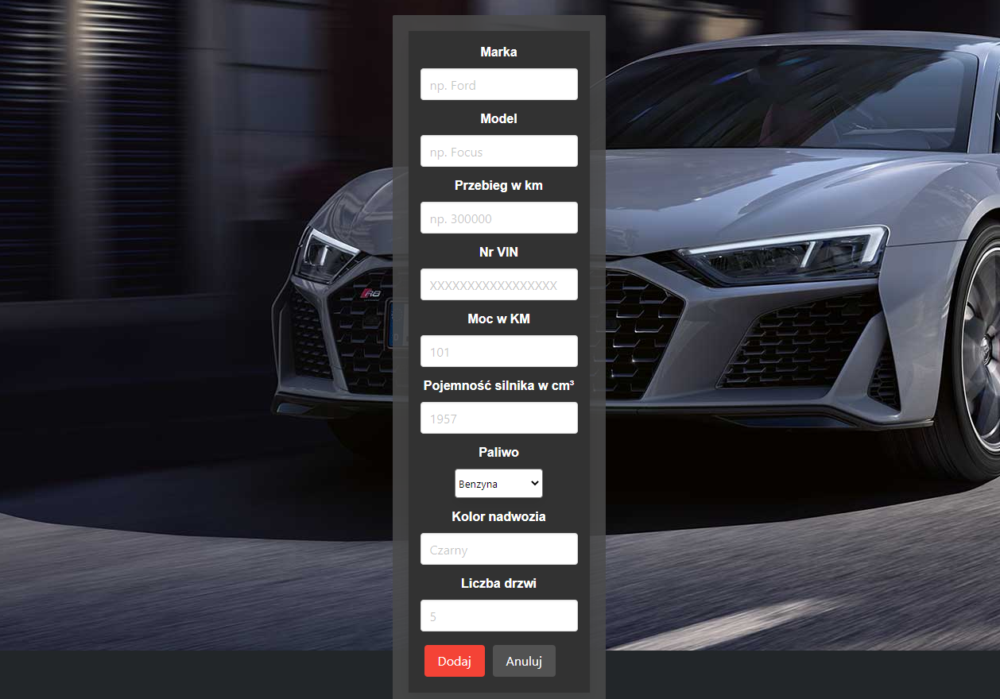 Marka
np. Ford
Model
np. Focus
Przebieg w km
np. 300000
Nr VIN
XXXXXXXXXXXXXXXXX
Moc w KM
101
Pojemność silnika w cm³
1957
Paliwo
Benzyna
Kolor nadwozia
Czarny
Liczba drzwi
5
Dodaj Anuluj
R8